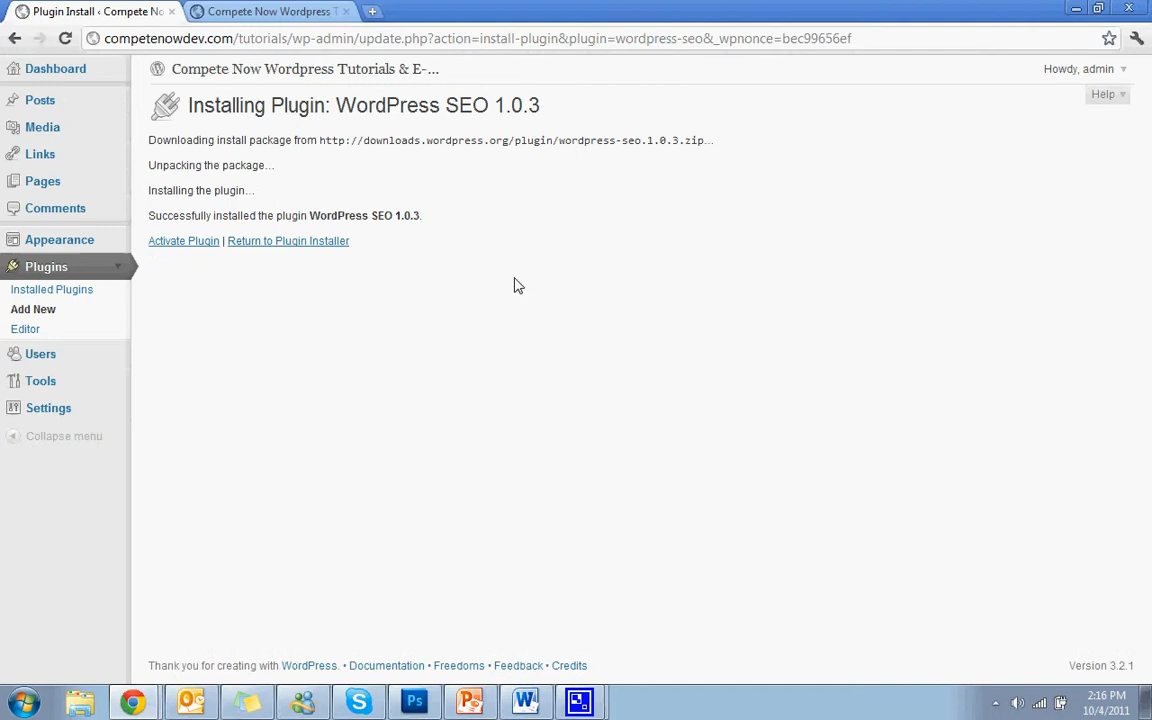 Plugin Install ‹ Compete No
Compete Now Wordpress T
competenowdev.com/tutorials/wp-admin/update.php?action=install-plugin&plugin=wordpress-seo&_wpnonce=bec99656ef
Dashboard
Posts
Media
Links
Pages
Comments
Appearance
Plugins
Installed Plugins
Add New
Editor
Users
Tools
Settings
Collapse menu
Compete Now Wordpress Tutorials & E-...
Howdy, admin
Help
Installing Plugin: WordPress SEO 1.0.3
Downloading install package from http://downloads.wordpress.org/plugin/wordpress-seo.1.0.3.zip…
Unpacking the package…
Installing the plugin…
Successfully installed the plugin WordPress SEO 1.0.3.
Activate Plugin | Return to Plugin Installer
Thank you for creating with WordPress. • Documentation • Freedoms • Feedback • Credits
Version 3.2.1
Ps
2:16 PM
10/4/2011